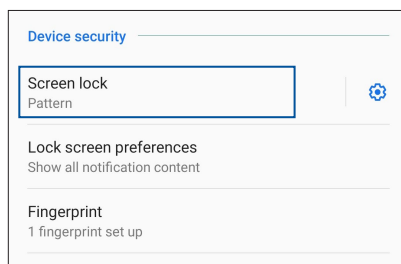 Device security
Screen lock
Pattern
Lock screen preferences
Show all notification content
Fingerprint
1 fingerprint set up